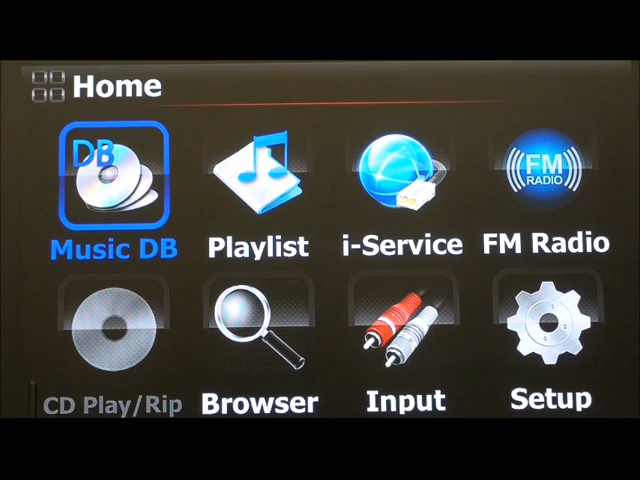 Home
DB
FM
RADIO
Music DB
Playlist
i-Service
FM Radio
CD Play/Rip
Browser
Input
Setup